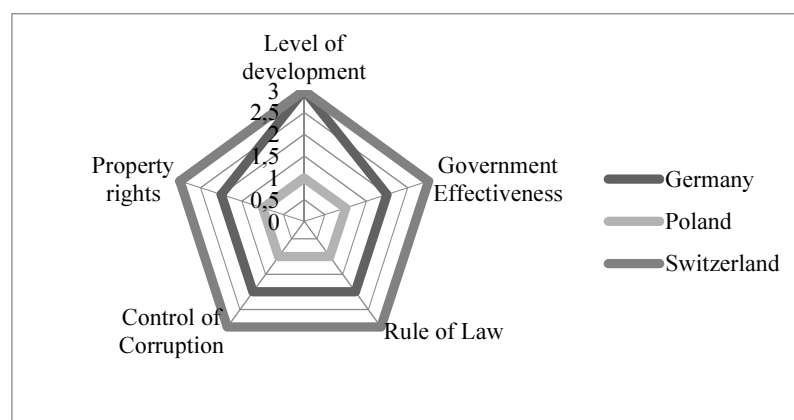 Level of
development
3
2,5
2
1,5
1
0,5
0
Government
Effectiveness
Rule of Law
Control of
Corruption
Property
rights
Germany
Poland
Switzerland